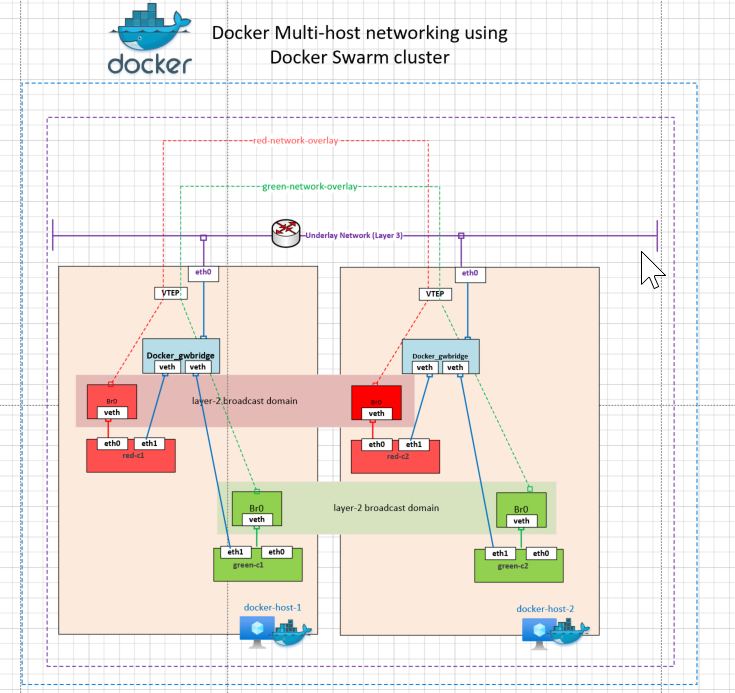 docker
Docker Multi-host networking using
Docker Swarm cluster
red-network-overlay
green-network-overlay
Underlay Network (Layer 3)
eth0
eth0
VTEP
VTEP
Docker_gwbridge
veth
veth
Docker_gwbridge
veth
veth
Br0
veth
layer-2 broadcast domain
Br0
veth
eth0
eth1
red-c1
eth0
eth1
red-c2
Br0
veth
layer-2 broadcast domain
Br0
veth
eth1
eth0
green-c1
eth1
eth0
green-c2
docker-host-1
docker-host-2